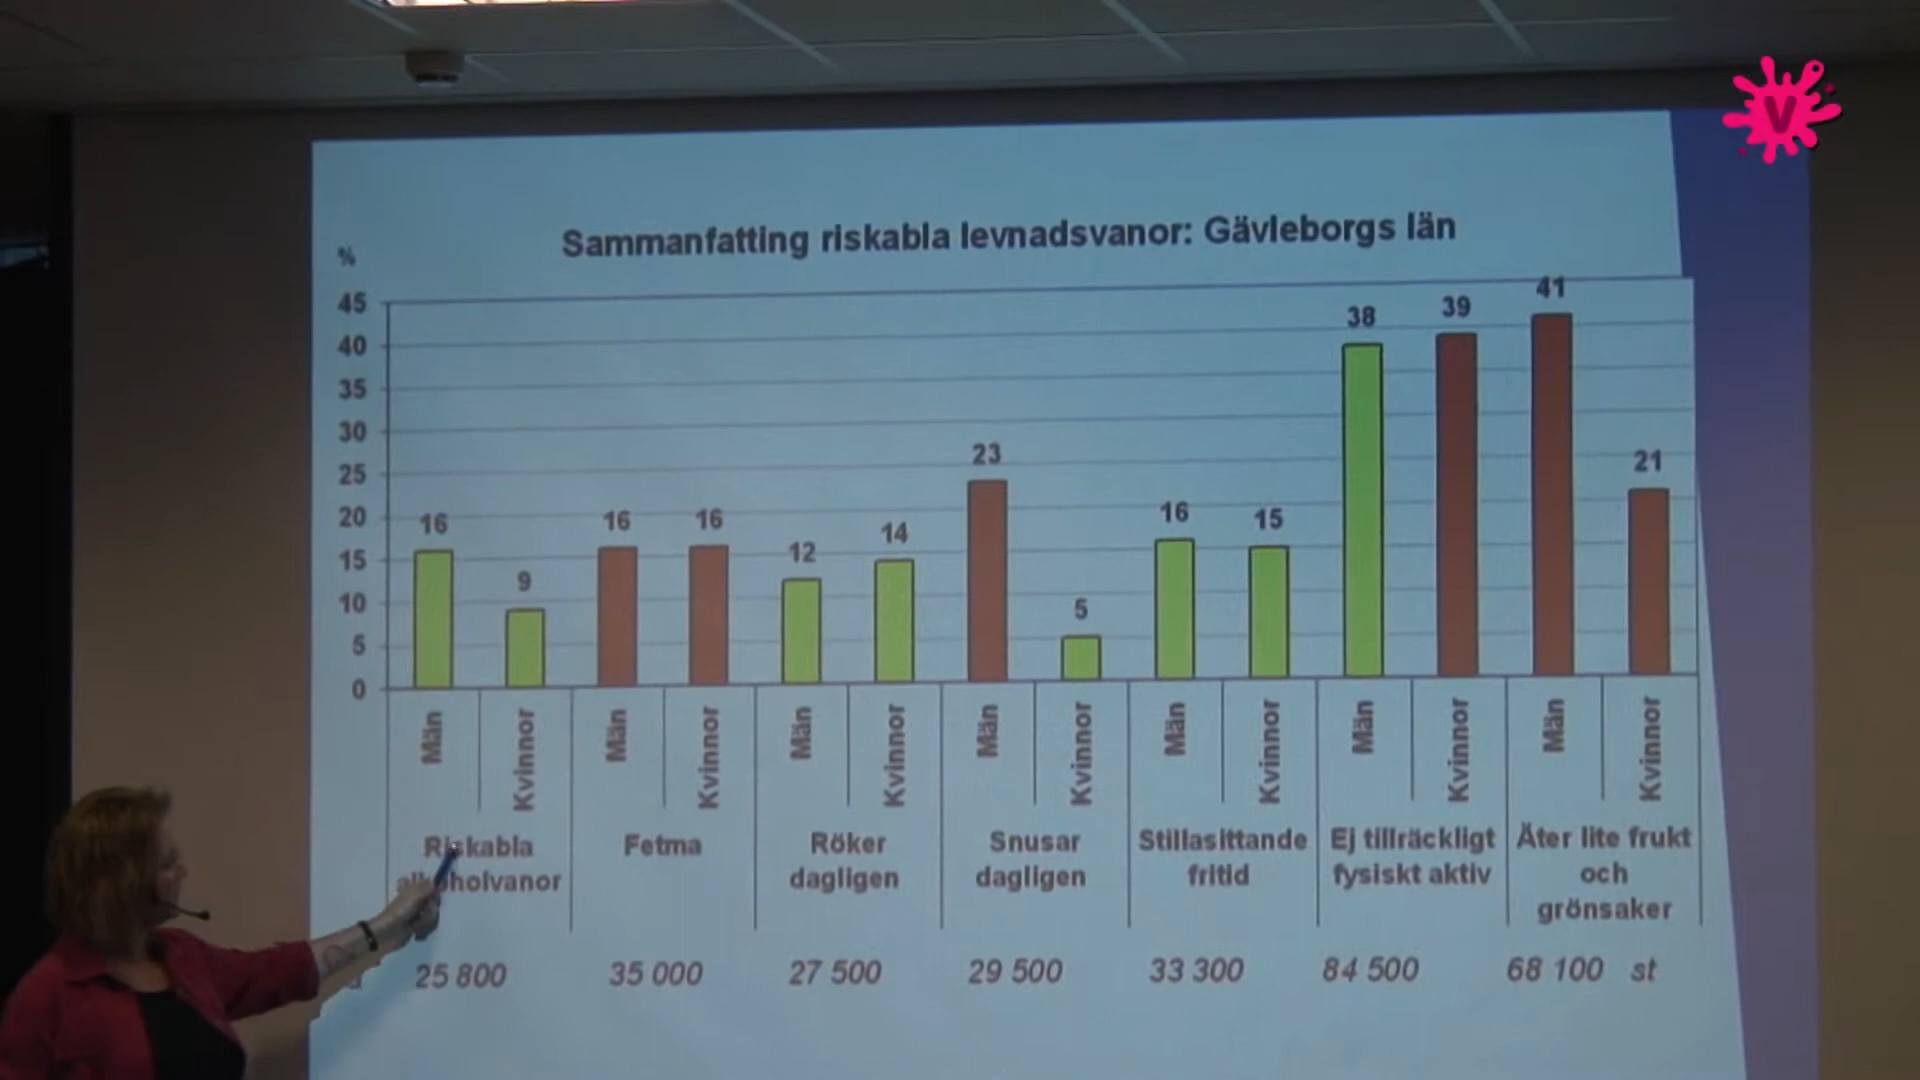 V
Sammanfatting riskabla levnadsvanor: Gävleborgs län
%
45
40
35
30
25
20
15
10
5
0
16
9
16
16
12
14
23
5
16
15
38
39
41
21
Män
Kvinnor
Män
Kvinnor
Män
Kvinnor
Män
Kvinnor
Män
Kvinnor
Män
Kvinnor
Män
Kvinnor
Riskabla
alkoholvanor
Fetma
Röker
dagligen
Snusar
dagligen
Stillasittande
fritid
Ej tillräckligt
fysiskt aktiv
Äter lite frukt
och
grönsaker
25 800
35 000
27 500
29 500
33 300
84 500
68 100 st